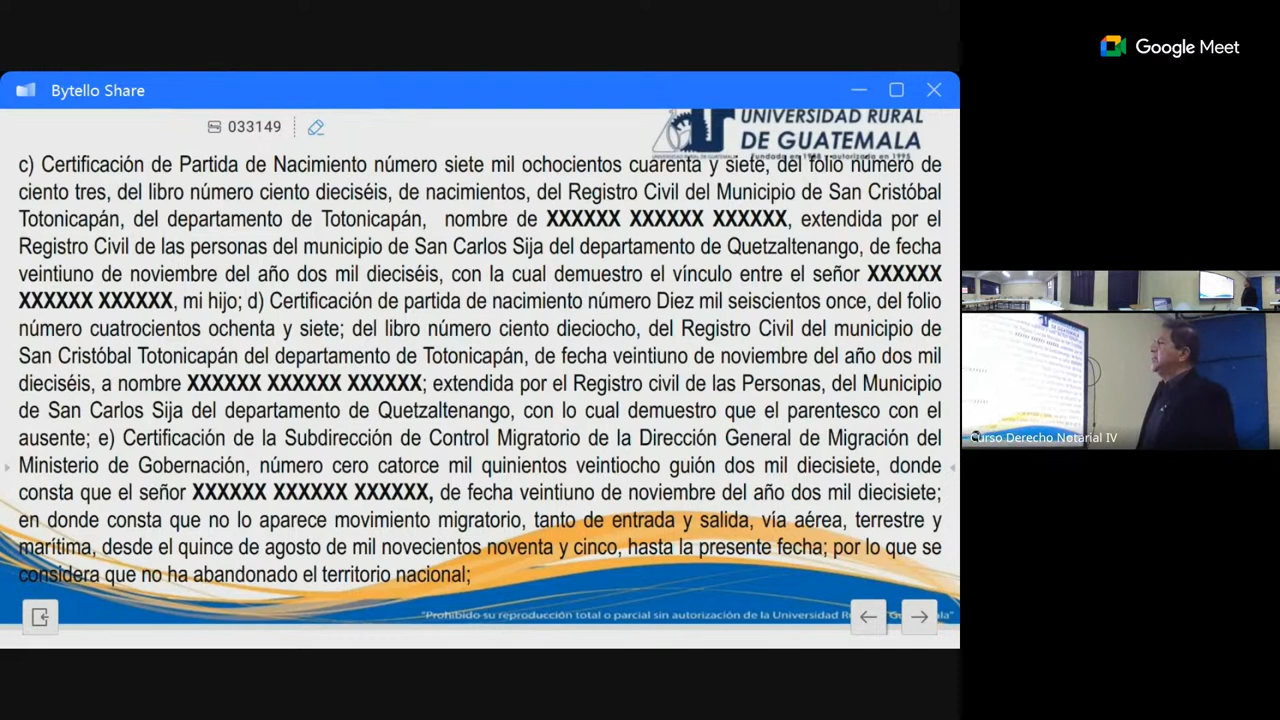 Google Meet
Bytello Share
033149
UNIVERSIDAD RURAL
DE GUATEMALA
c) Certificación de Partida de Nacimiento número siete mil ochocientos cuarenta y siete, del folio número de
ciento tres, del libro número ciento dieciséis, de nacimientos, del Registro Civil del Municipio de San Cristóbal
Totonicapán, del departamento de Totonicapán, nombre de XXXXXX XXXXXX XXXXXX, extendida por el
Registro Civil de las personas del municipio de San Carlos Sija del departamento de Quetzaltenango, de fecha
veintiuno de noviembre del año dos mil dieciséis, con la cual demuestro el vínculo entre el señor XXXXXX
XXXXXX XXXXXX, mi hijo; d) Certificación de partida de nacimiento número Diez mil seiscientos once, del folio
número cuatrocientos ochenta y siete; del libro número ciento dieciocho, del Registro Civil del municipio de
San Cristóbal Totonicapán del departamento de Totonicapán, de fecha veintiuno de noviembre del año dos mil
dieciséis, a nombre XXXXXX XXXXXX XXXXXX; extendida por el Registro civil de las Personas, del Municipio
de San Carlos Sija del departamento de Quetzaltenango, con lo cual demuestro que el parentesco con el
ausente; e) Certificación de la Subdirección de Control Migratorio de la Dirección General de Migración del
Ministerio de Gobernación, número cero catorce mil quinientos veintiocho guión dos mil diecisiete, donde
consta que el señor XXXXXX XXXXXX XXXXXX, de fecha veintiuno de noviembre del año dos mil diecisiete;
en donde consta que no lo aparece movimiento migratorio, tanto de entrada y salida, vía aérea, terrestre y
marítima, desde el quince de agosto de mil novecientos noventa y cinco, hasta la presente fecha; por lo que se
considera que no ha abandonado el territorio nacional;
"Prohibido su reproducción total o parcial sin autorización de la Universidad
Curso Derecho Notarial IV